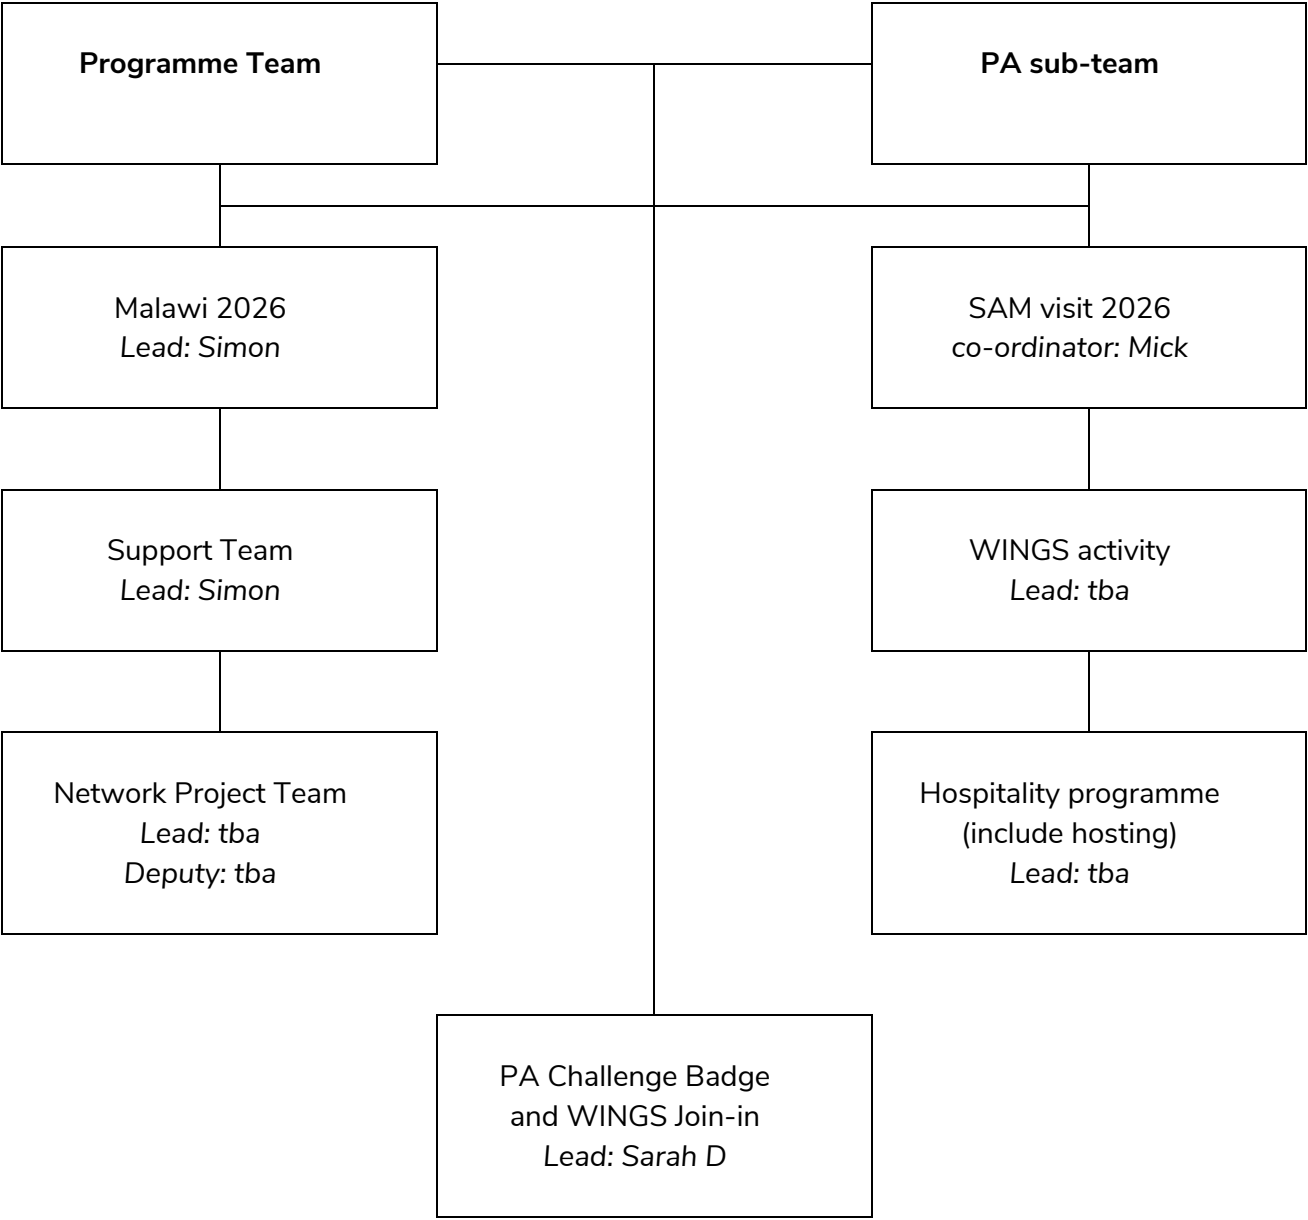 Programme Team
PA sub-team
Malawi 2026
Lead: Simon
SAM visit 2026
co-ordinator: Mick
Support Team
Lead: Simon
WINGS activity
Lead: tba
Network Project Team
Lead: tba
Deputy: tba
Hospitality programme
(include hosting)
Lead: tba
PA Challenge Badge
and WINGS Join-in
Lead: Sarah D